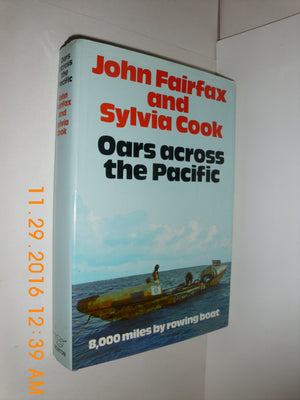 John Fairfax
and
Sylvia Cook
Oars across
the Pacific
8,000 miles by rowing boat
Oars
across
the
Pacific
John
Fairfax
and
Sylvia
Cook
NORTON
11.29.2016 12:39 AM